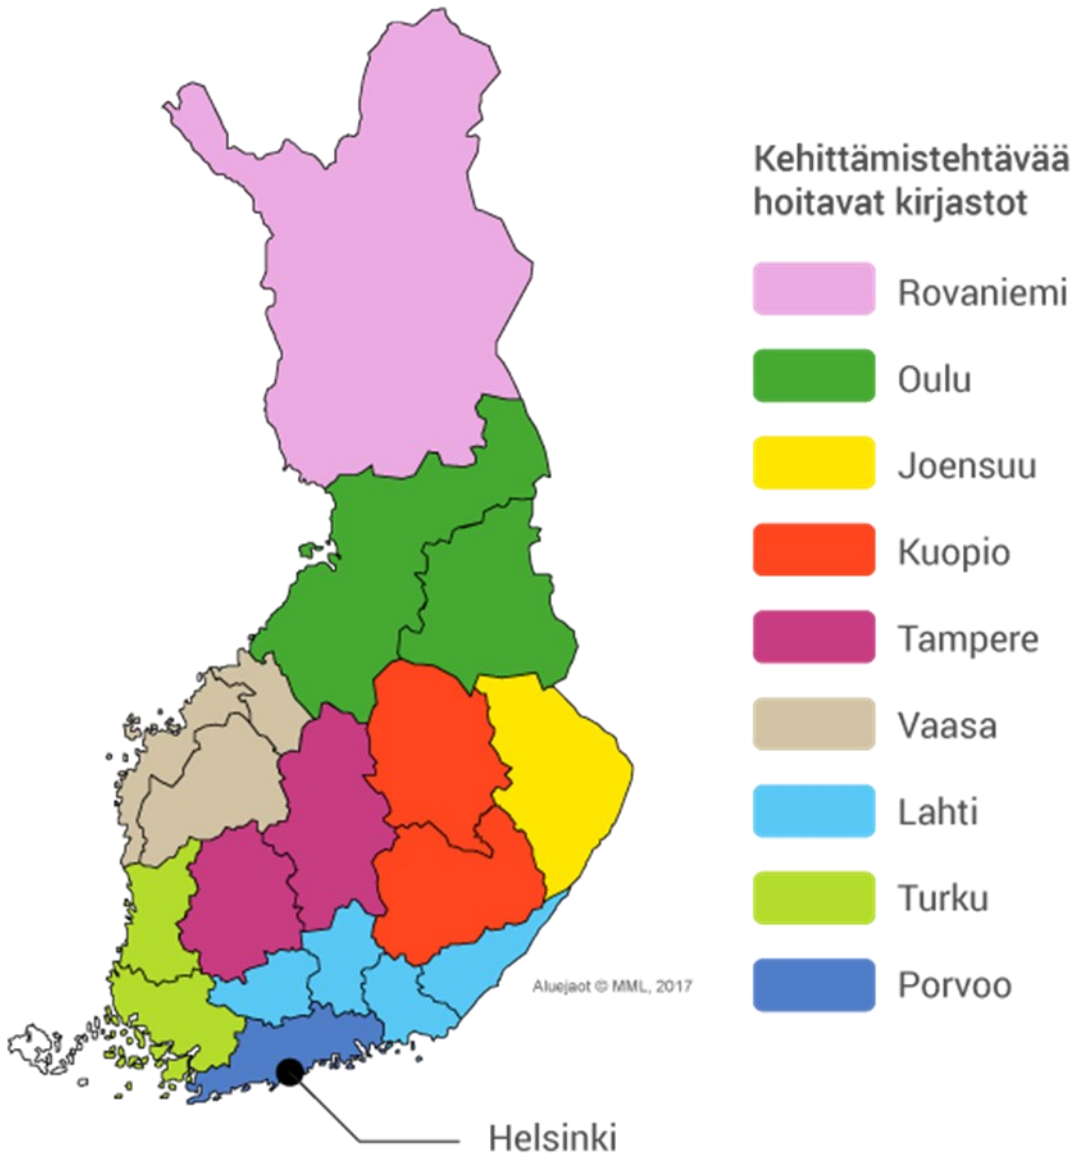 Kehittämistehtävää
hoitavat kirjastot
Rovaniemi
Oulu
Joensuu
Kuopio
Tampere
Vaasa
Lahti
Turku
Porvoo
Aluejaot © MML, 2017
Helsinki